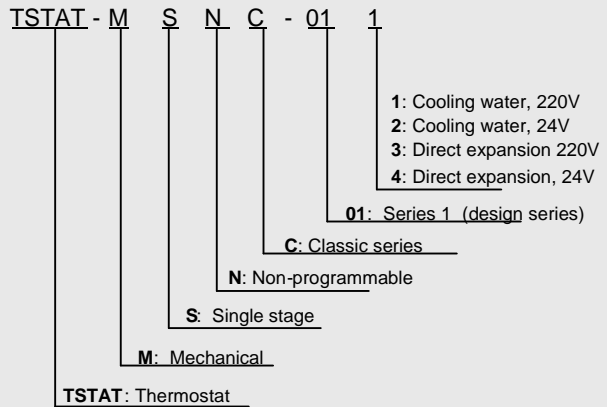 TSTAT - M S N C - 01 1
1: Cooling water, 220V
2: Cooling water, 24V
3: Direct expansion 220V
4: Direct expansion, 24V
01: Series 1 (design series)
C: Classic series
N: Non-programmable
S: Single stage
M: Mechanical
TSTAT: Thermostat